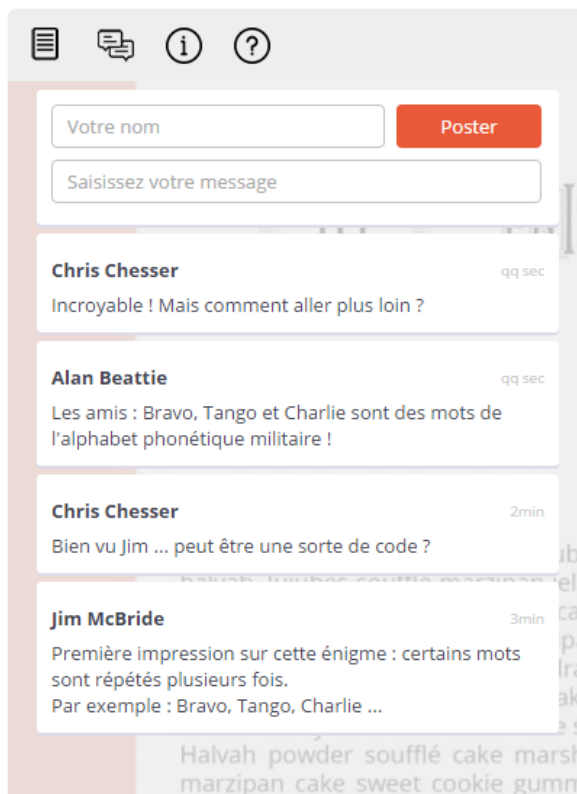 Votre nom
Poster
Saisissez votre message
Chris Chesser
qq sec
Incroyable ! Mais comment aller plus loin ?
Alan Beattie
qq sec
Les amis : Bravo, Tango et Charlie sont des mots de
l'alphabet phonétique militaire !
Chris Chesser
2min
Bien vu Jim ... peut être une sorte de code ?
Jim McBride
3min
Première impression sur cette énigme : certains mots
sont répétés plusieurs fois.
Par exemple : Bravo, Tango, Charlie ...
Halvah powder soufflé cake
marzipan cake sweet cookie